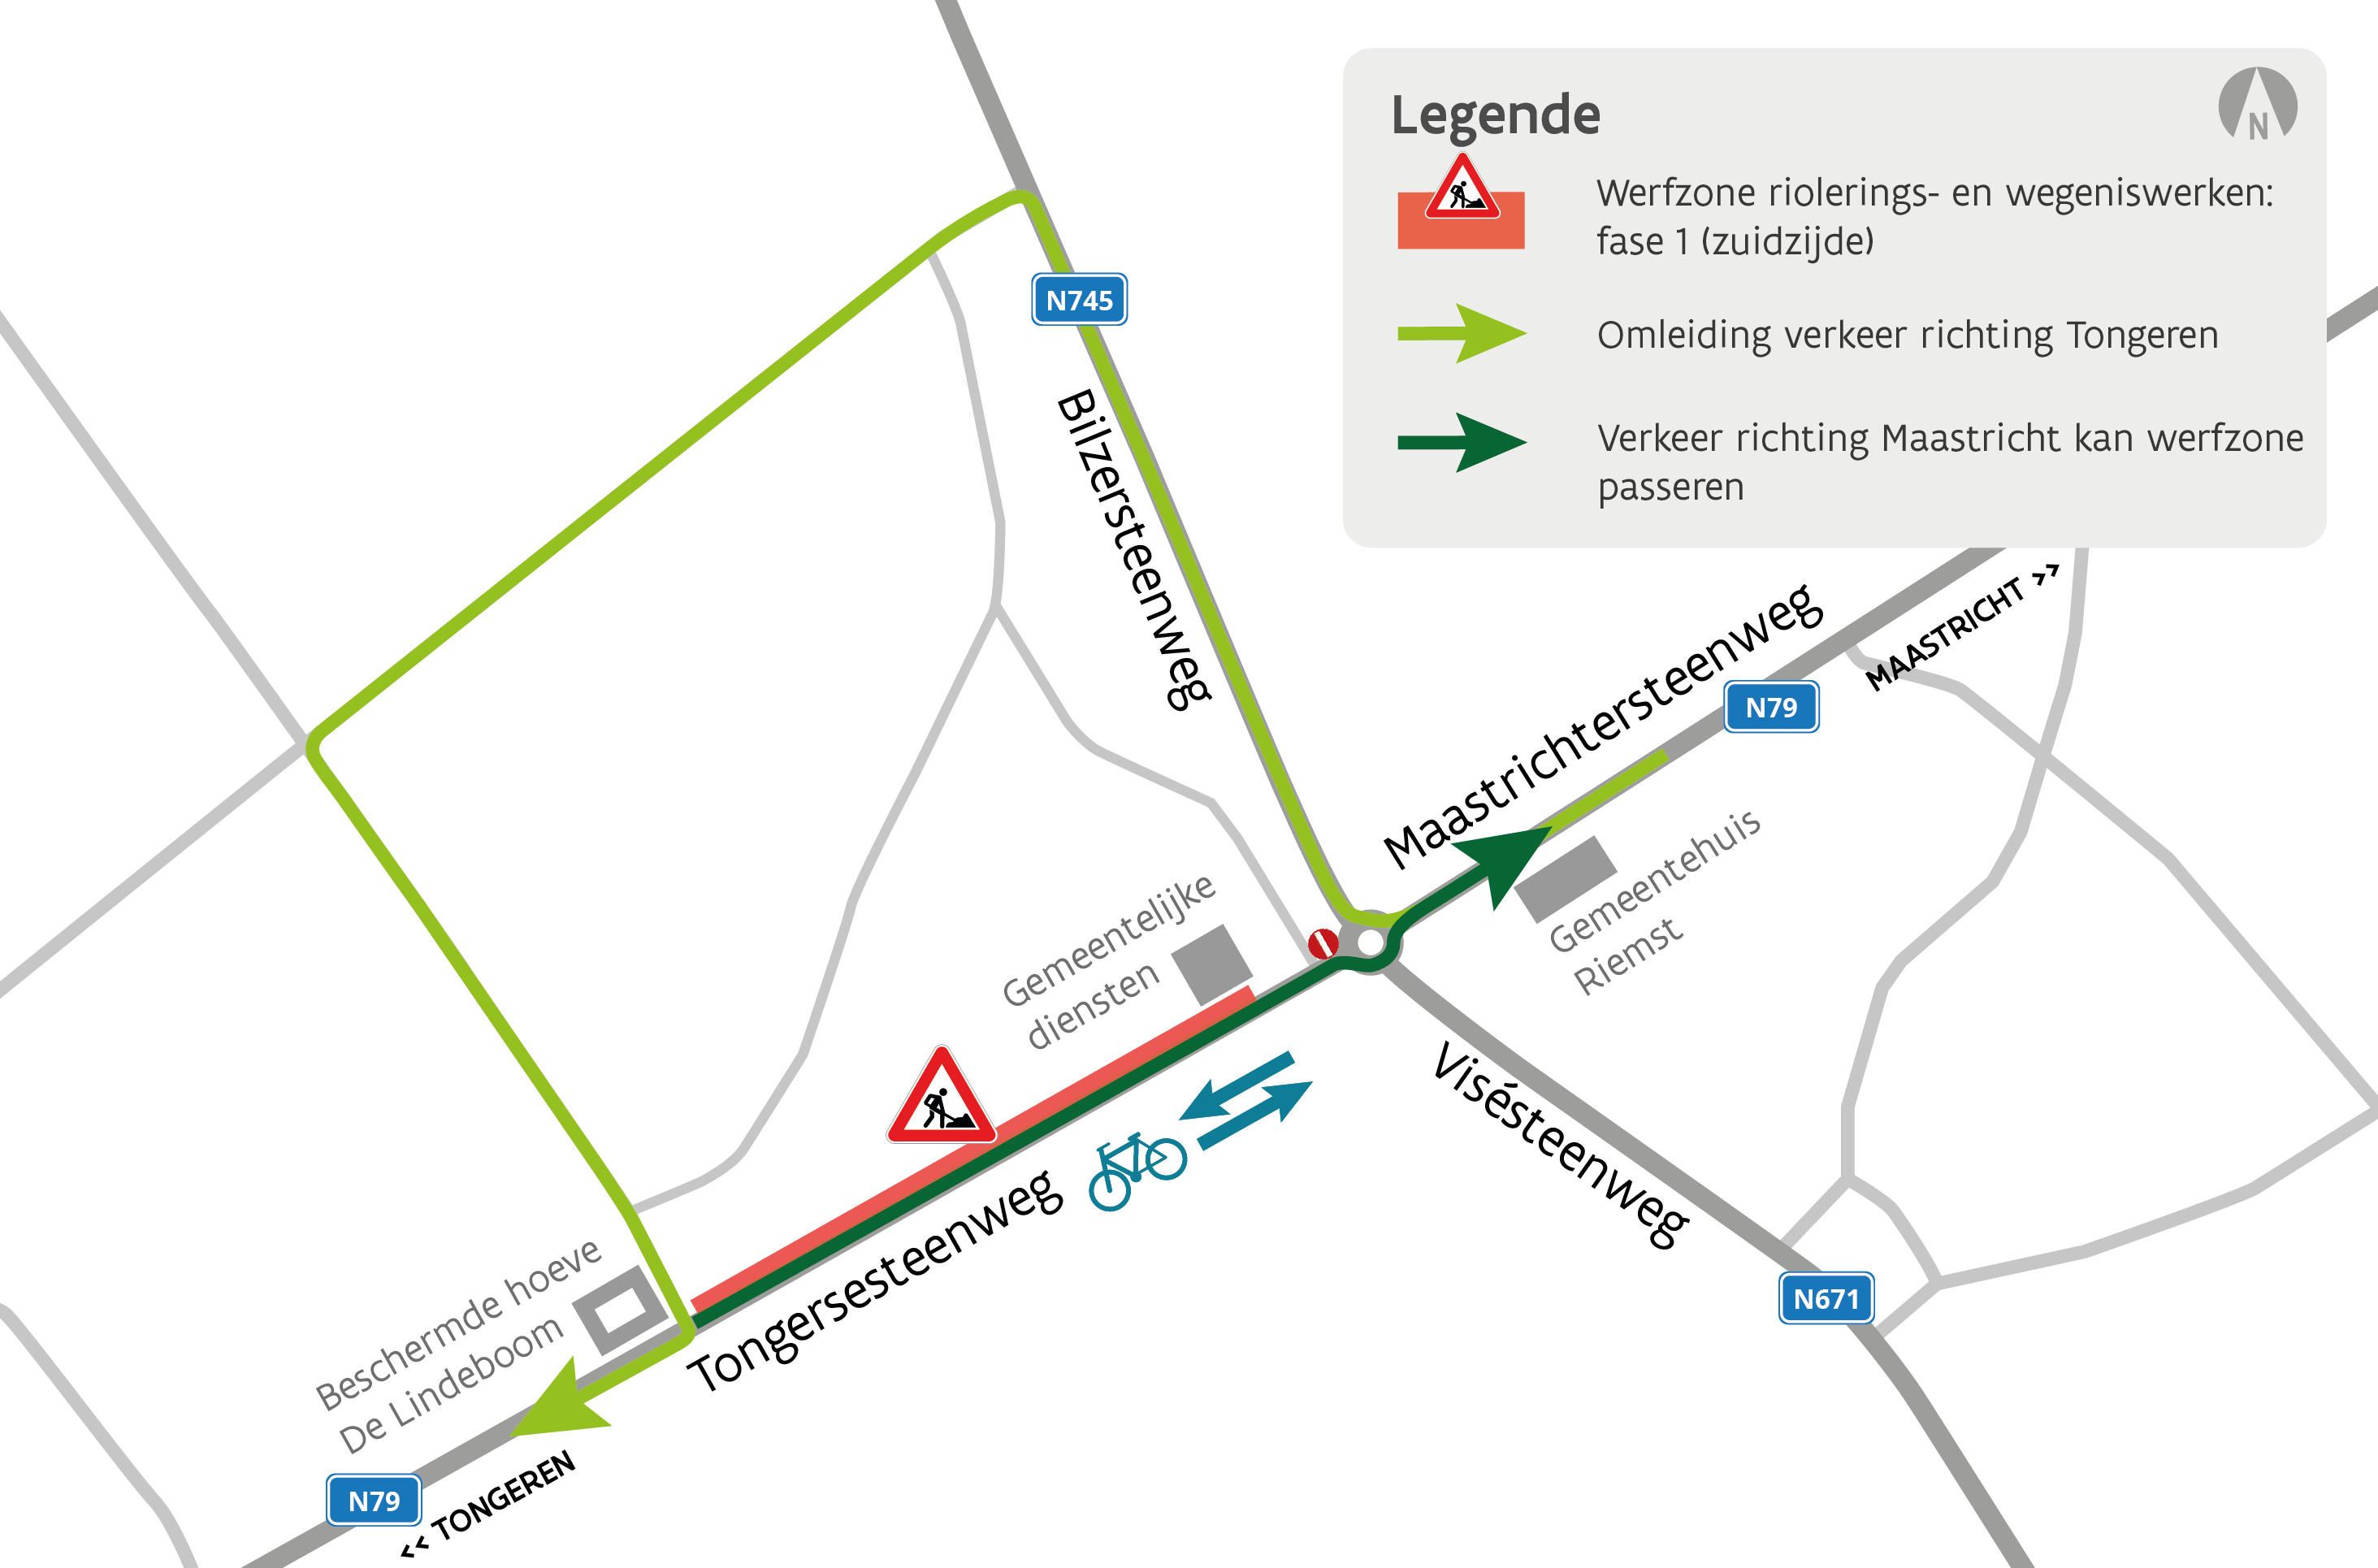 Legende
N
Werfzone riolerings- en wegeniswerken:
fase 1 (zuidzijde)
Omleiding verkeer richting Tongeren
Verkeer richting Maastricht kan werfzone
passeren
N745
Bilzersteenweg
Maastrichtersteenweg
MAASTRICHT >>
N79
Gemeentehuis
Riemst
Gemeentelijke
diensten
Viséstéenweg
N671
Tongersesteenweg
Beschermde hoeve
De Lindeboom
N79
<< TONGEREN